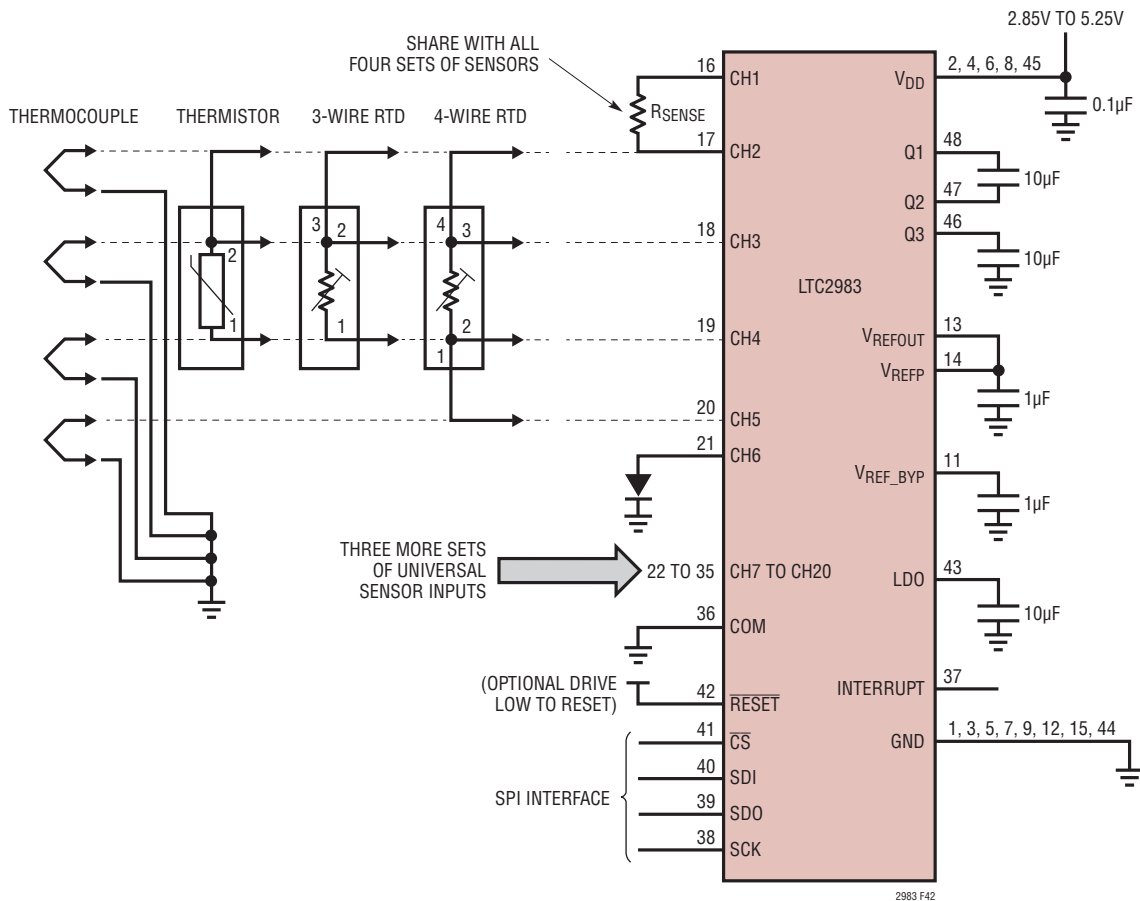 2.85V TO 5.25V
SHARE WITH ALL
FOUR SETS OF SENSORS
16
CH1
VDD
2, 4, 6, 8, 45
0.1µF
RSENSE
THERMOCOUPLE
THERMISTOR
3-WIRE RTD
4-WIRE RTD
17
CH2
Q1
48
10µF
Q2
47
3
2
4
3
18
CH3
Q3
46
10µF
2
LTC2983
1
1
2
1
19
CH4
VREFOUT
13
VREFP
14
1µF
20
CH5
21
CH6
VREF_BYP
11
1µF
THREE MORE SETS
OF UNIVERSAL
SENSOR INPUTS
22 TO 35
CH7 TO CH20
LDO
43
10µF
36
COM
(OPTIONAL DRIVE
LOW TO RESET)
42
RESET
INTERRUPT
37
SPI INTERFACE
41
CS
GND
1, 3, 5, 7, 9, 12, 15, 44
40
SDI
39
SDO
38
SCK
2983 F42